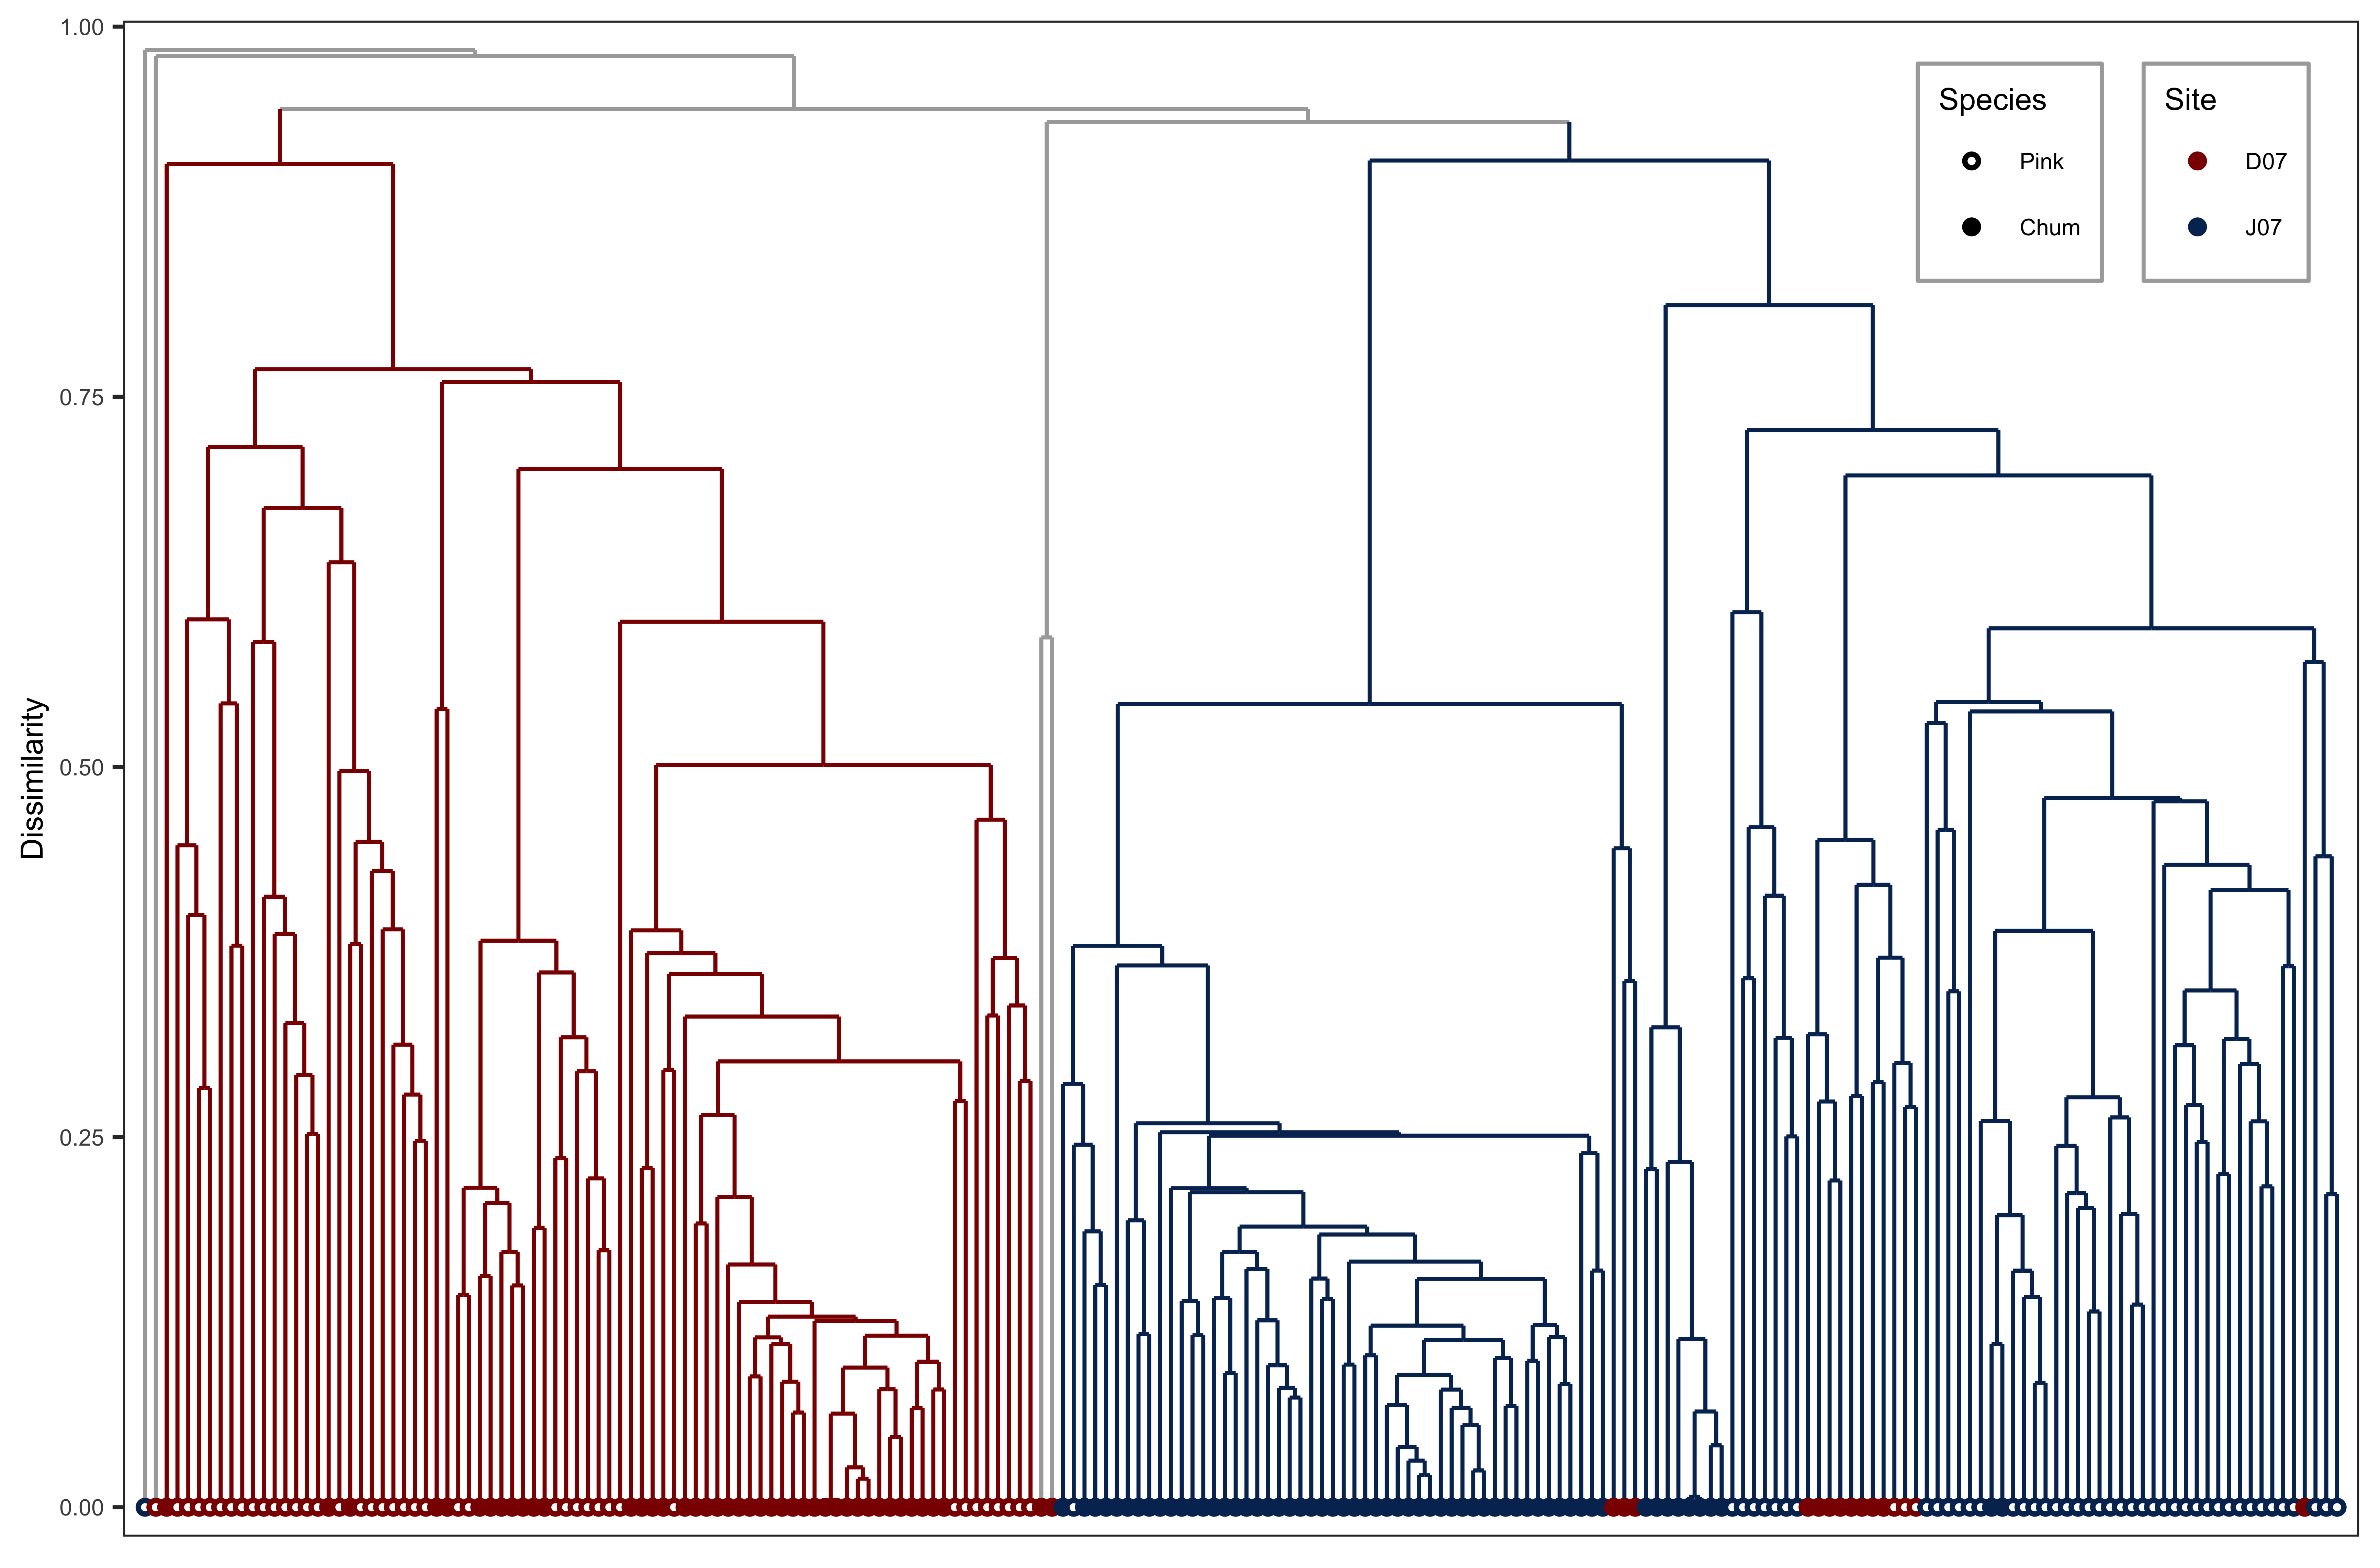 1.00
0.75
0.50
0.25
0.00
Dissimilarity
Species
Pink
Chum
Site
D07
J07